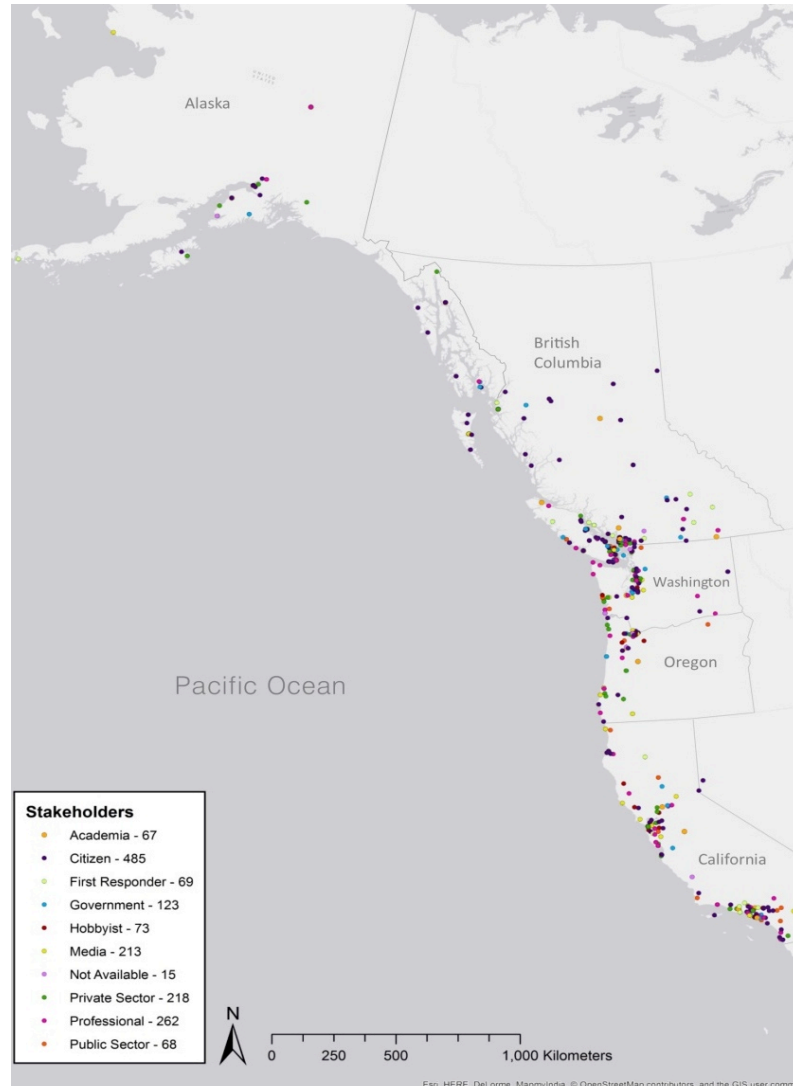 UNITED
STATES
Alaska
British
Columbia
Washington
Oregon
Pacific Ocean
California
Stakeholders
Academia - 67
Citizen - 485
First Responder - 69
Government - 123
Hobbyist - 73
Media - 213
Not Available - 15
Private Sector - 218
Professional - 262
Public Sector - 68
N
0 250 500 1,000 Kilometers
Esri, HERE, DeLorme, MapmyIndia, © OpenStreetMap contributors, and the GIS user comm